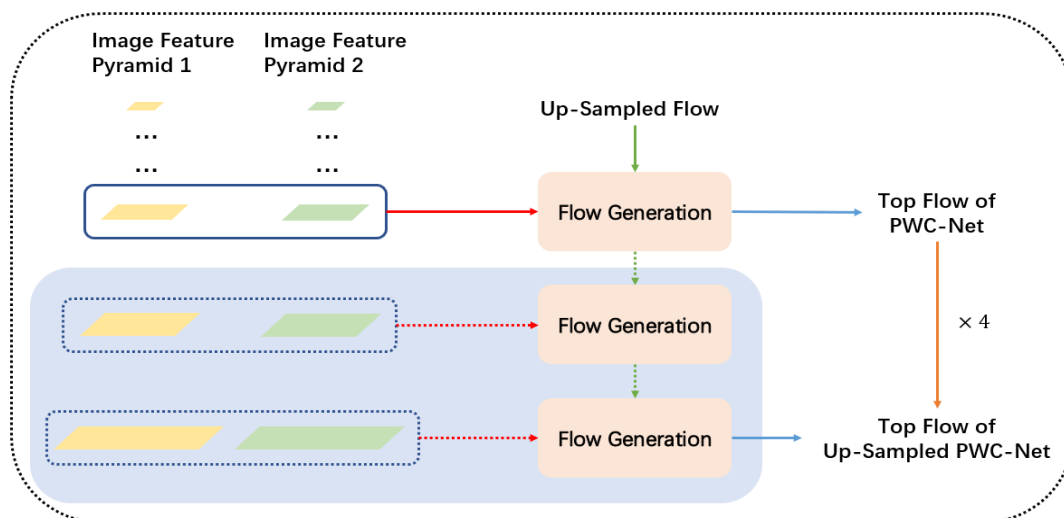 Image Feature
Pyramid 1
Image Feature
Pyramid 2
...
...
...
...
Up-Sampled Flow
Flow Generation
Top Flow of
PWC-Net
Flow Generation
× 4
Flow Generation
Top Flow of
Up-Sampled PWC-Net